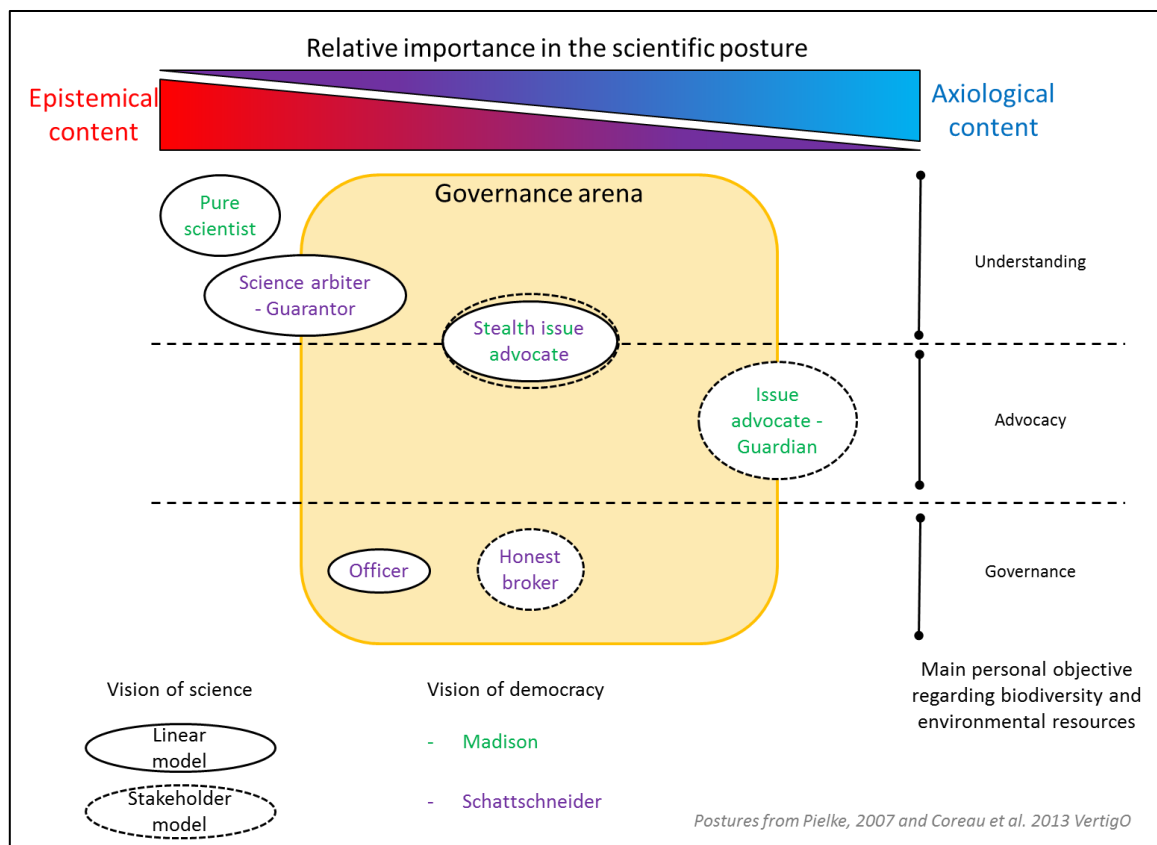 Relative importance in the scientific posture
Epistemical
content
Axiological
content
Governance arena
Pure
scientist
Science arbiter
- Guarantor
Stealth issue
advocate
Issue
advocate -
Guardian
Officer
Honest
broker
Understanding
Advocacy
Governance
Main personal objective
regarding biodiversity and
environmental resources
Vision of science
Linear
model
Stakeholder
model
Vision of democracy
- Madison
- Schattschneider
Postures from Pielke, 2007 and Coreau et al. 2013 VertigO